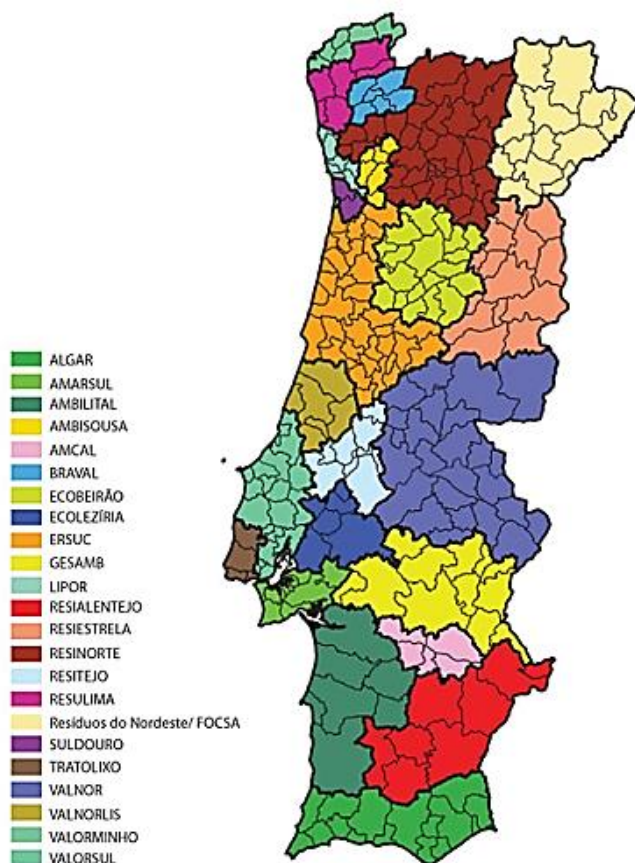 ALGAR
AMARSUL
AMBILITAL
AMBISOUSA
AMCAL
BRAVAL
ECOBEIRÃO
ECOLEZÍRIA
ERSUC
GESAMB
LIPOR
RESIALENTEJO
RESIESTRELA
RESINORTE
RESITEJO
RESULIMA
Resíduos do Nordeste/ FOCSA
SULDOURO
TRATOLIXO
VALNOR
VALNORLIS
VALORMINHO
VALORSUL